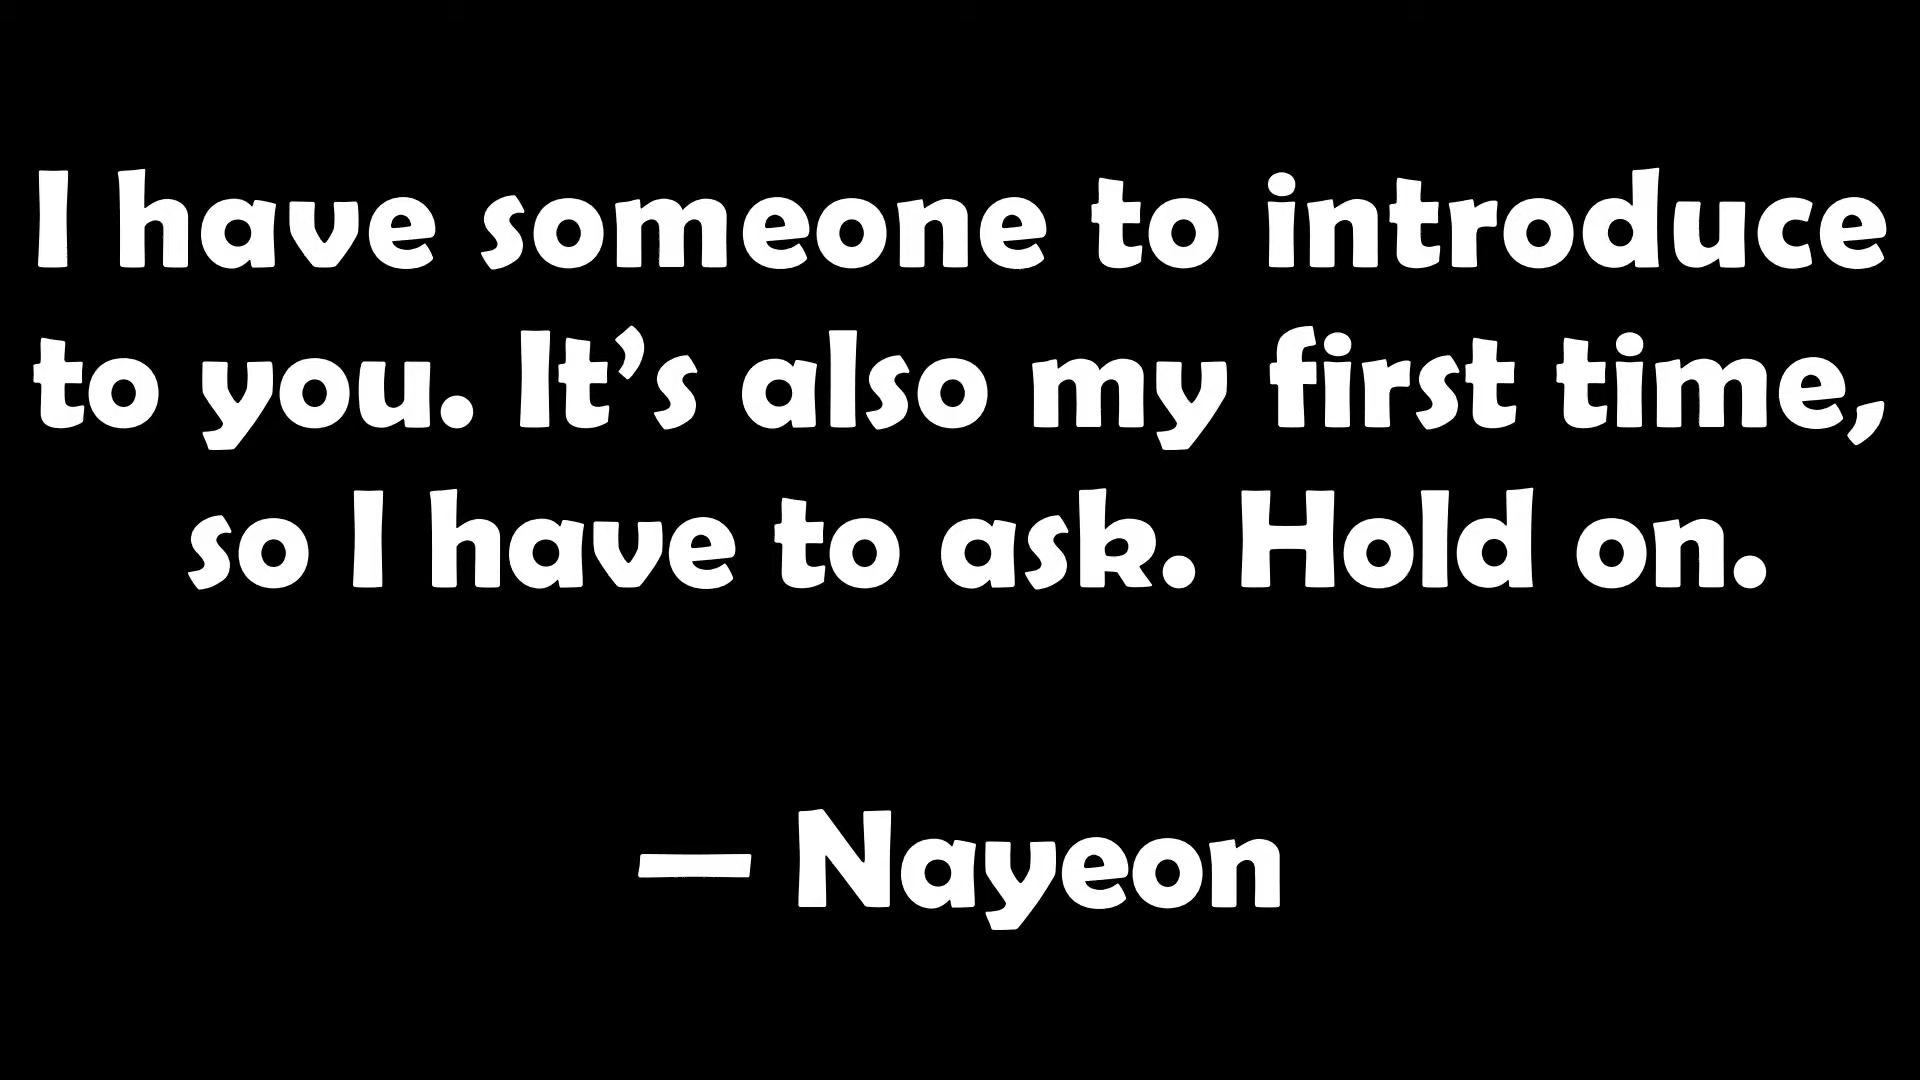 I have someone to introduce
to you. It’s also my first time,
so I have to ask. Hold on.
— Nayeon